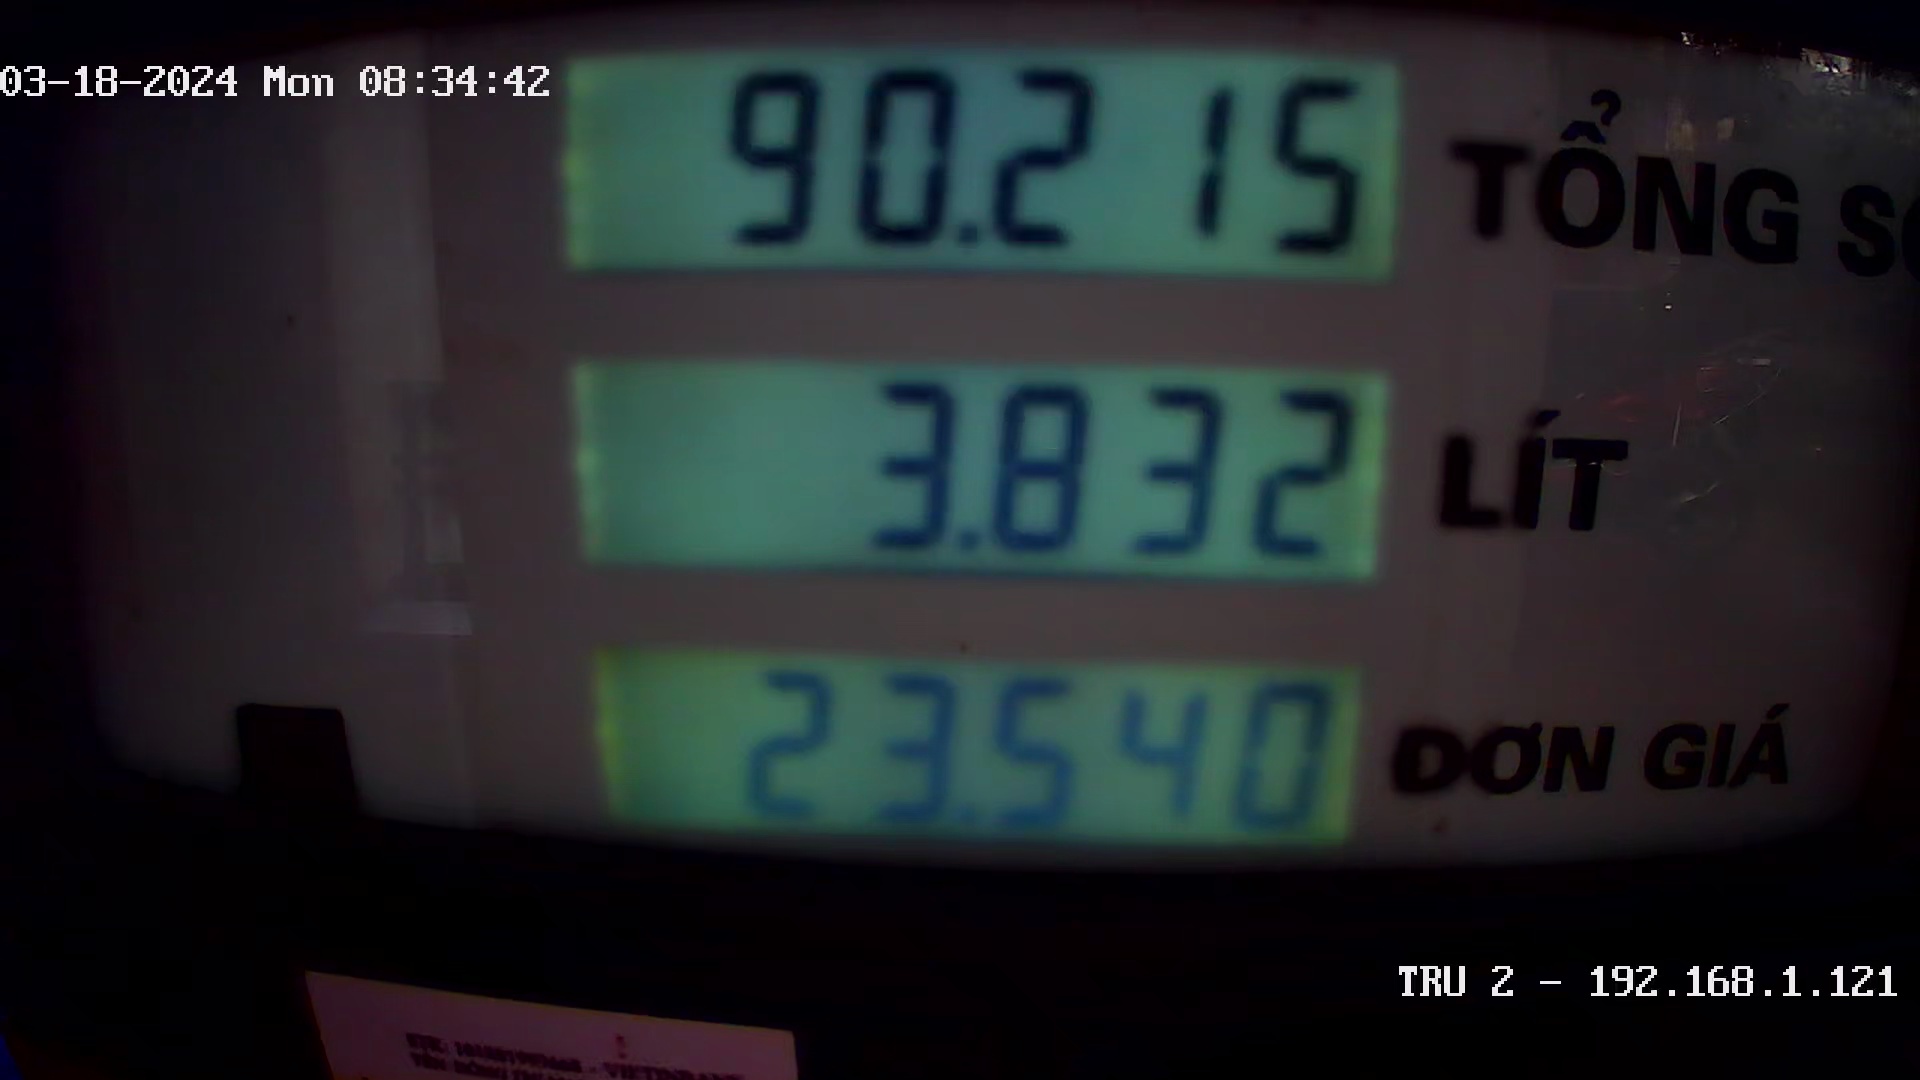 03-18-2024 Mon 08:34:42
90.215 TỔNG SỐ
3.832 LÍT
23.540 ĐƠN GIÁ
TRU 2 - 192.168.1.121